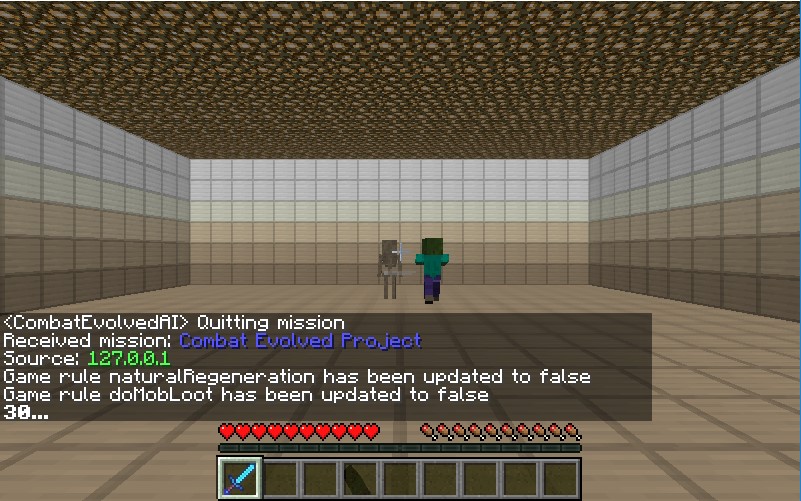 <CombatEvolvedAI> Quitting mission
Received mission: Combat Evolved Project
Source: 127.0.0.1
Game rule naturalRegeneration has been updated to false
Game rule doMobLoot has been updated to false
30...